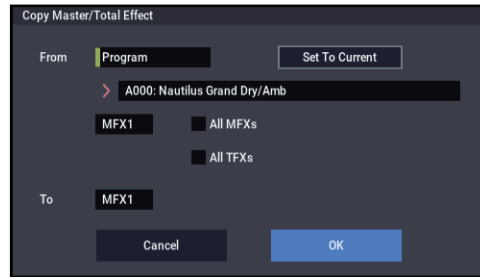 Copy Master/Total Effect
From Program Set To Current
A000: Nautilus Grand Dry/Amb
MFX1 All MFXs
All TFXs
To MFX1
Cancel OK